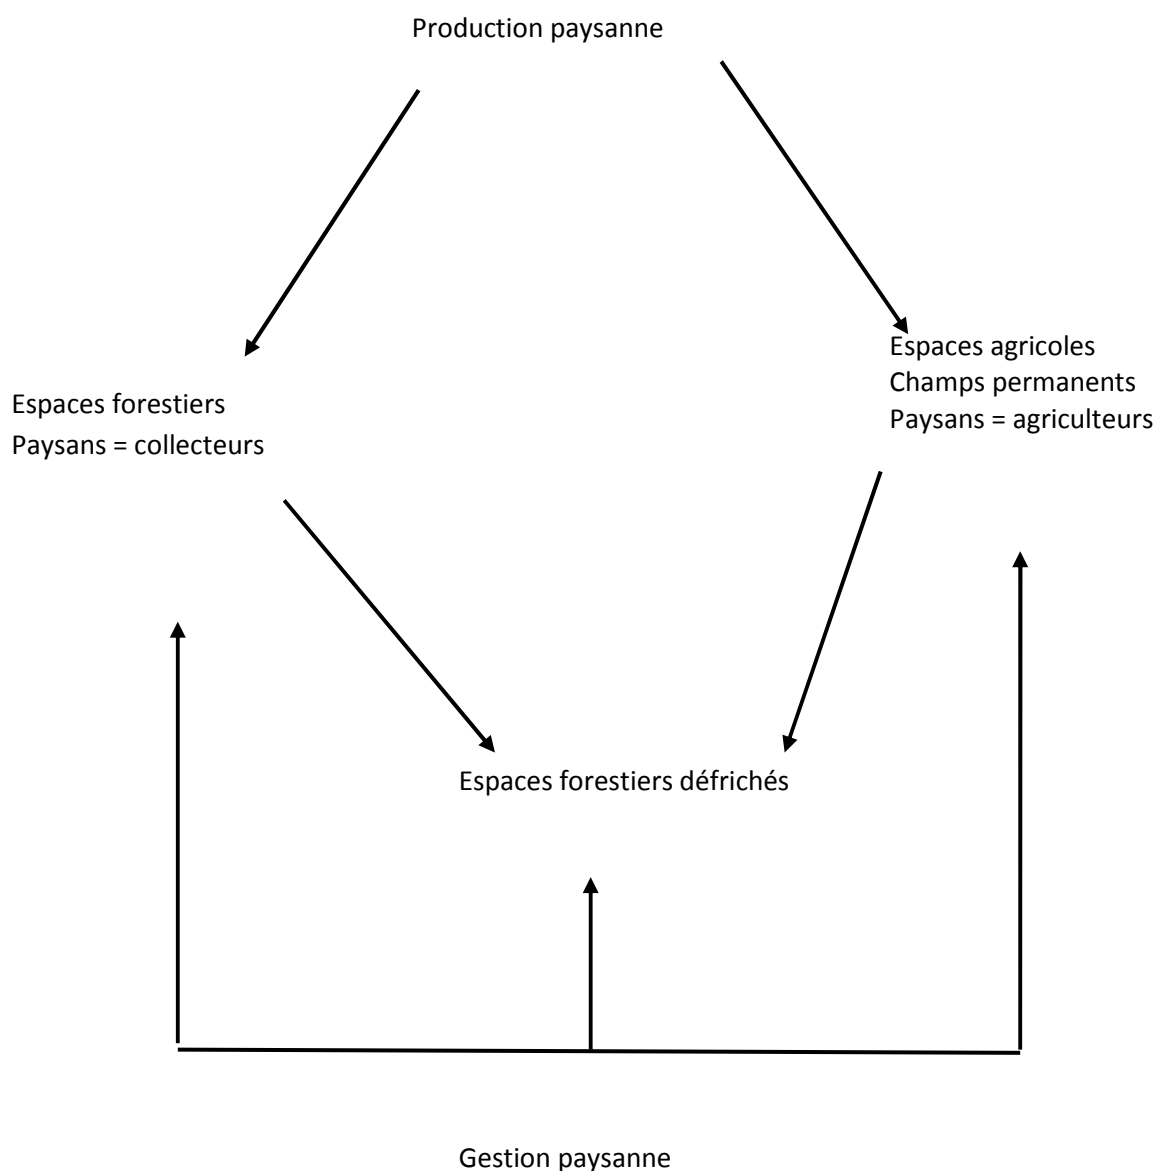 Production paysanne
Espaces forestiers
Paysans = collecteurs
Espaces agricoles
Champs permanents
Paysans = agriculteurs
Espaces forestiers défrichés
Gestion paysanne